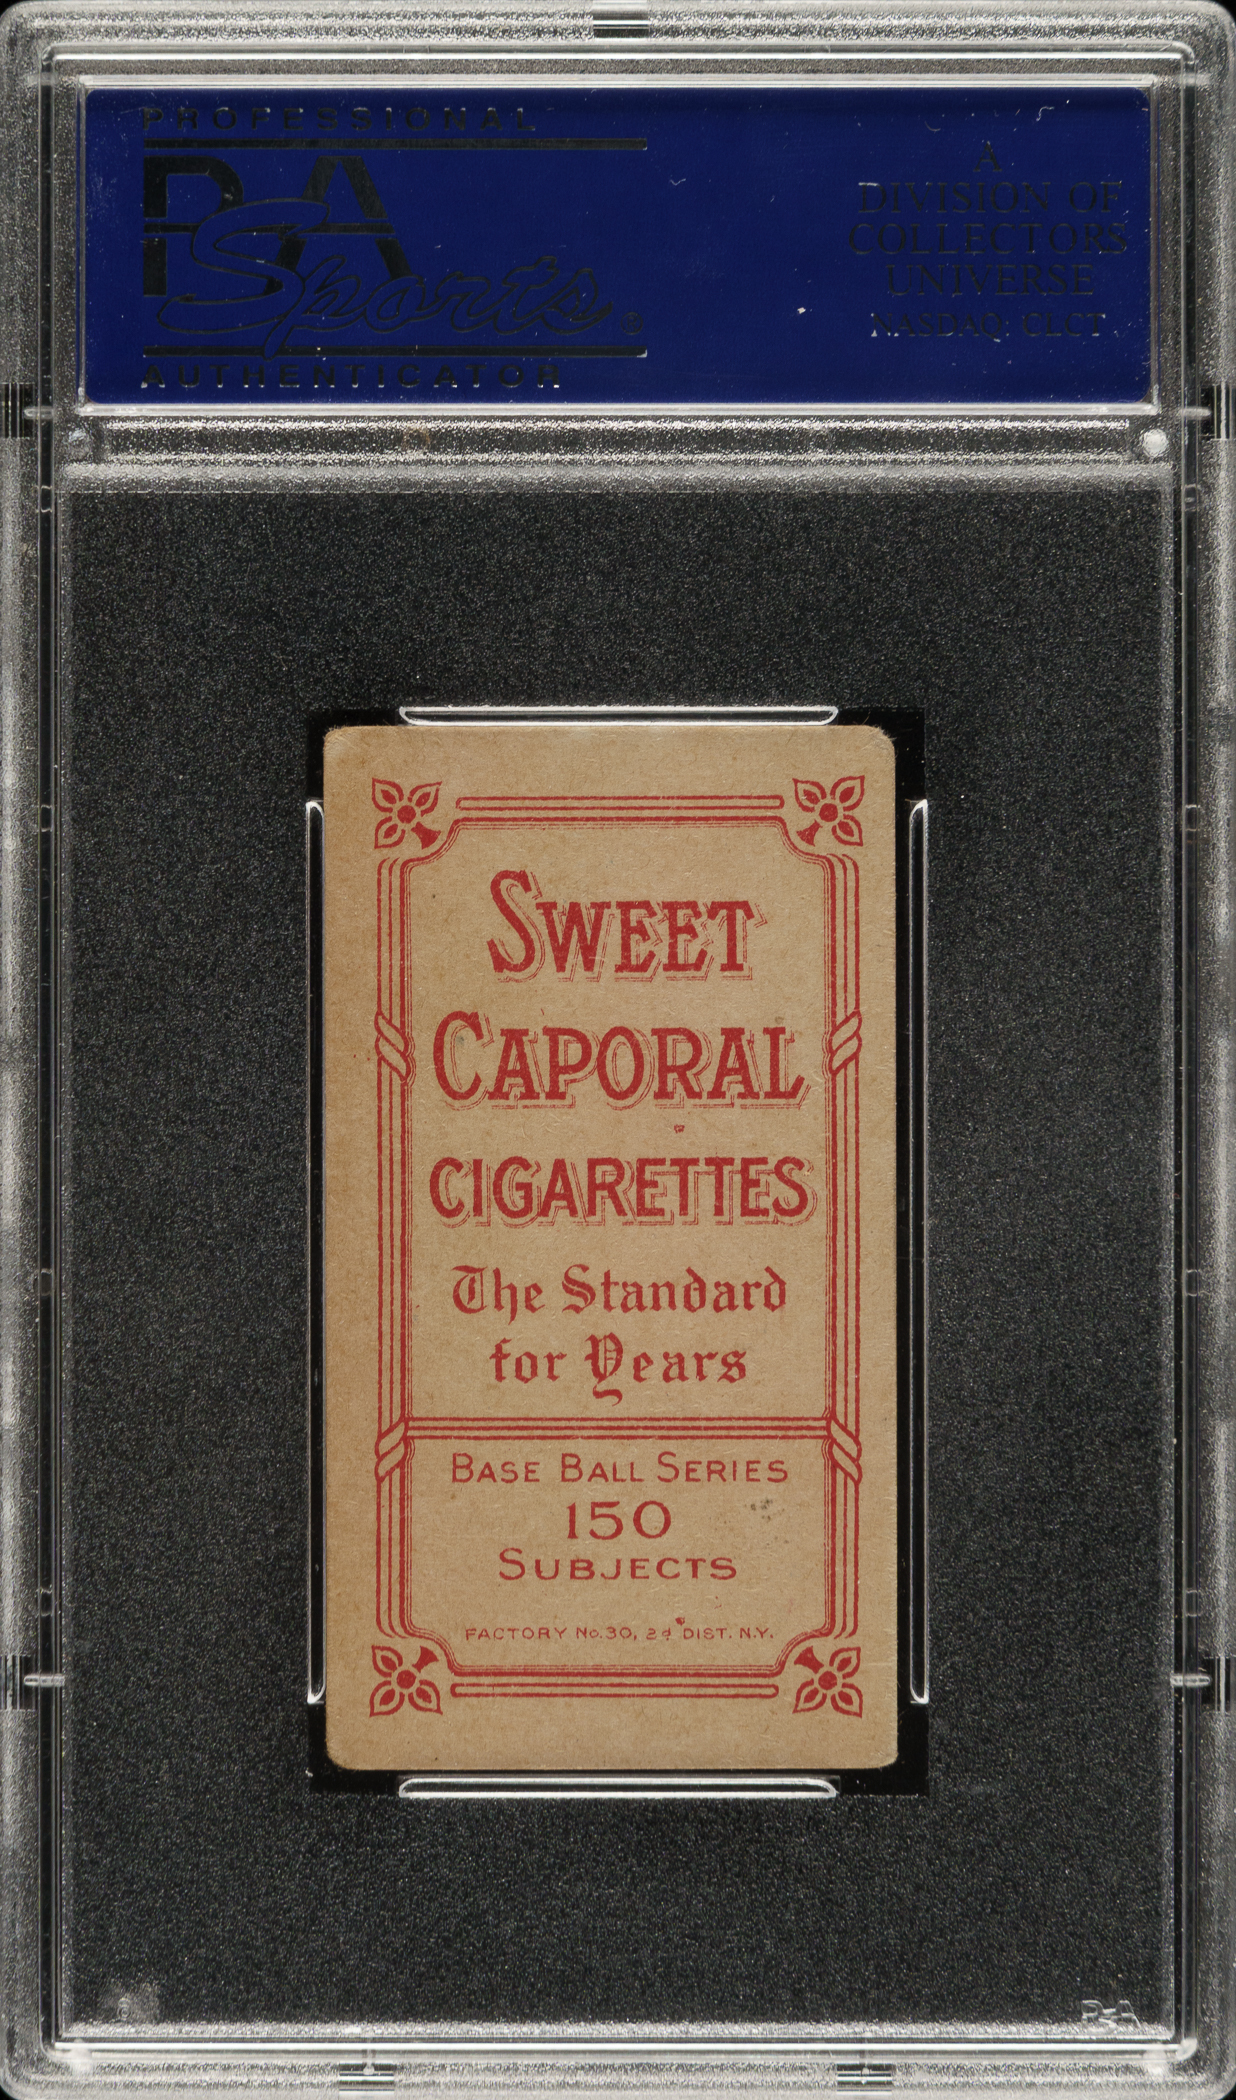 PROFESSIONAL
PSA
Sports®
AUTHENTICATOR
A
DIVISION OF
COLLECTORS
UNIVERSE
NASDAQ: CLCT
SWEET
CAPORAL
CIGARETTES
The Standard
for Years
BASE BALL SERIES
150
SUBJECTS
FACTORY No. 30, 2d DIST. N.Y.
PSA